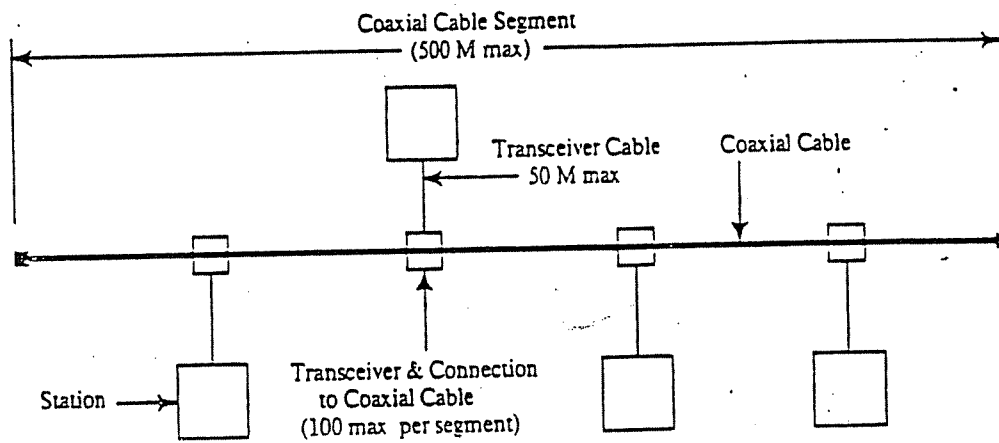 Coaxial Cable Segment
(500 M max)
Transceiver Cable
50 M max
Coaxial Cable
Station
Transceiver & Connection
to Coaxial Cable
(100 max per segment)